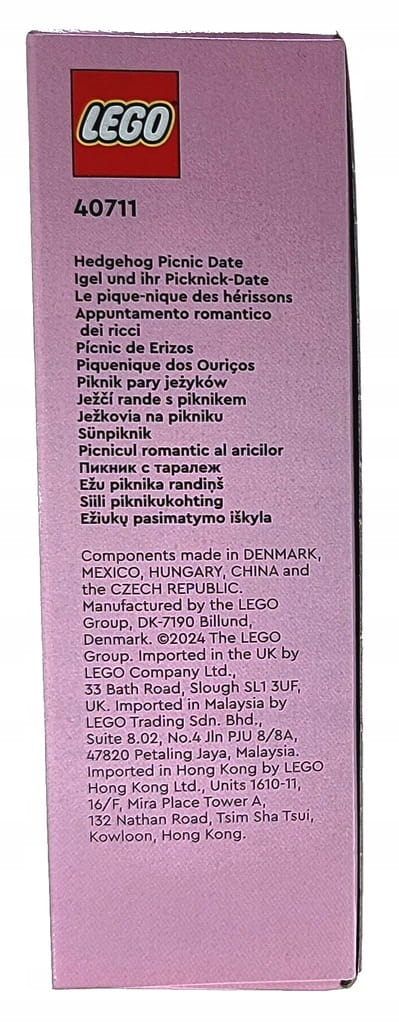 LEGO
40711
Hedgehog Picnic Date
Igel und ihr Picknick-Date
Le pique-nique des hérissons
Appuntamento romantico
dei ricci
Pícnic de Erizos
Piquenique dos Ouriços
Piknik pary jeżyków
Ježčí rande s piknikem
Ježkovia na pikniku
Sünpiknik
Picnicul romantic al aricilor
Пикник с таралеж
Ežu piknika randiņš
Siili piknikukohting
Ežiukų pasimatymo iškyla
Components made in DENMARK,
MEXICO, HUNGARY, CHINA and
the CZECH REPUBLIC.
Manufactured by the LEGO
Group, DK-7190 Billund,
Denmark. ©2024 The LEGO
Group. Imported in the UK by
LEGO Company Ltd.,
33 Bath Road, Slough SL1 3UF,
UK. Imported in Malaysia by
LEGO Trading Sdn. Bhd.,
Suite 8.02, No.4 Jln PJU 8/8A,
47820 Petaling Jaya, Malaysia.
Imported in Hong Kong by LEGO
Hong Kong Ltd., Units 1610-11,
16/F, Mira Place Tower A,
132 Nathan Road, Tsim Sha Tsui,
Kowloon, Hong Kong.